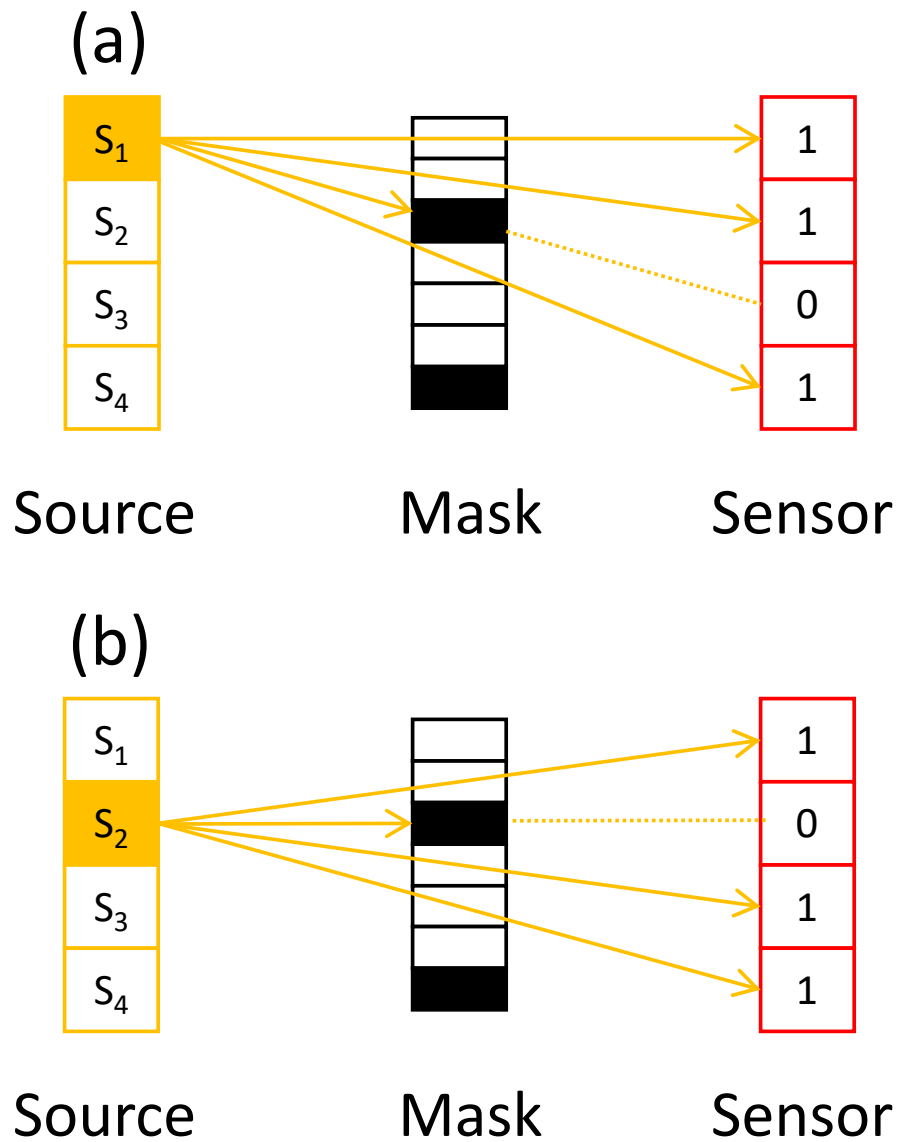 (a)
S₁ 1
S₂ 1
S₃ 0
S₄ 1
Source Mask Sensor
(b)
S₁ 1
S₂ 0
S₃ 1
S₄ 1
Source Mask Sensor